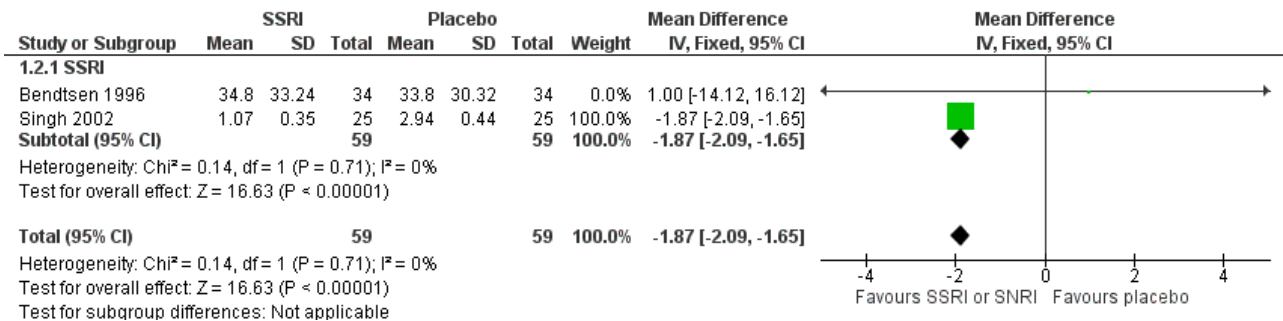 SSRI Placebo Mean Difference Mean Difference
Study or Subgroup Mean SD Total Mean SD Total Weight IV, Fixed, 95% CI IV, Fixed, 95% CI
1.2.1 SSRI
Bendtsen 1996 34.8 33.24 34 33.8 30.32 34 0.0% 1.00 [-14.12, 16.12]
Singh 2002 1.07 0.35 25 2.94 0.44 25 100.0% -1.87 [-2.09, -1.65]
Subtotal (95% CI) 59 59 100.0% -1.87 [-2.09, -1.65]
Heterogeneity: Chi² = 0.14, df = 1 (P = 0.71); I² = 0%
Test for overall effect: Z = 16.63 (P < 0.00001)
Total (95% CI) 59 59 100.0% -1.87 [-2.09, -1.65]
Heterogeneity: Chi² = 0.14, df = 1 (P = 0.71); I² = 0%
Test for overall effect: Z = 16.63 (P < 0.00001)
Test for subgroup differences: Not applicable
-4 -2 0 2 4
Favours SSRI or SNRI Favours placebo